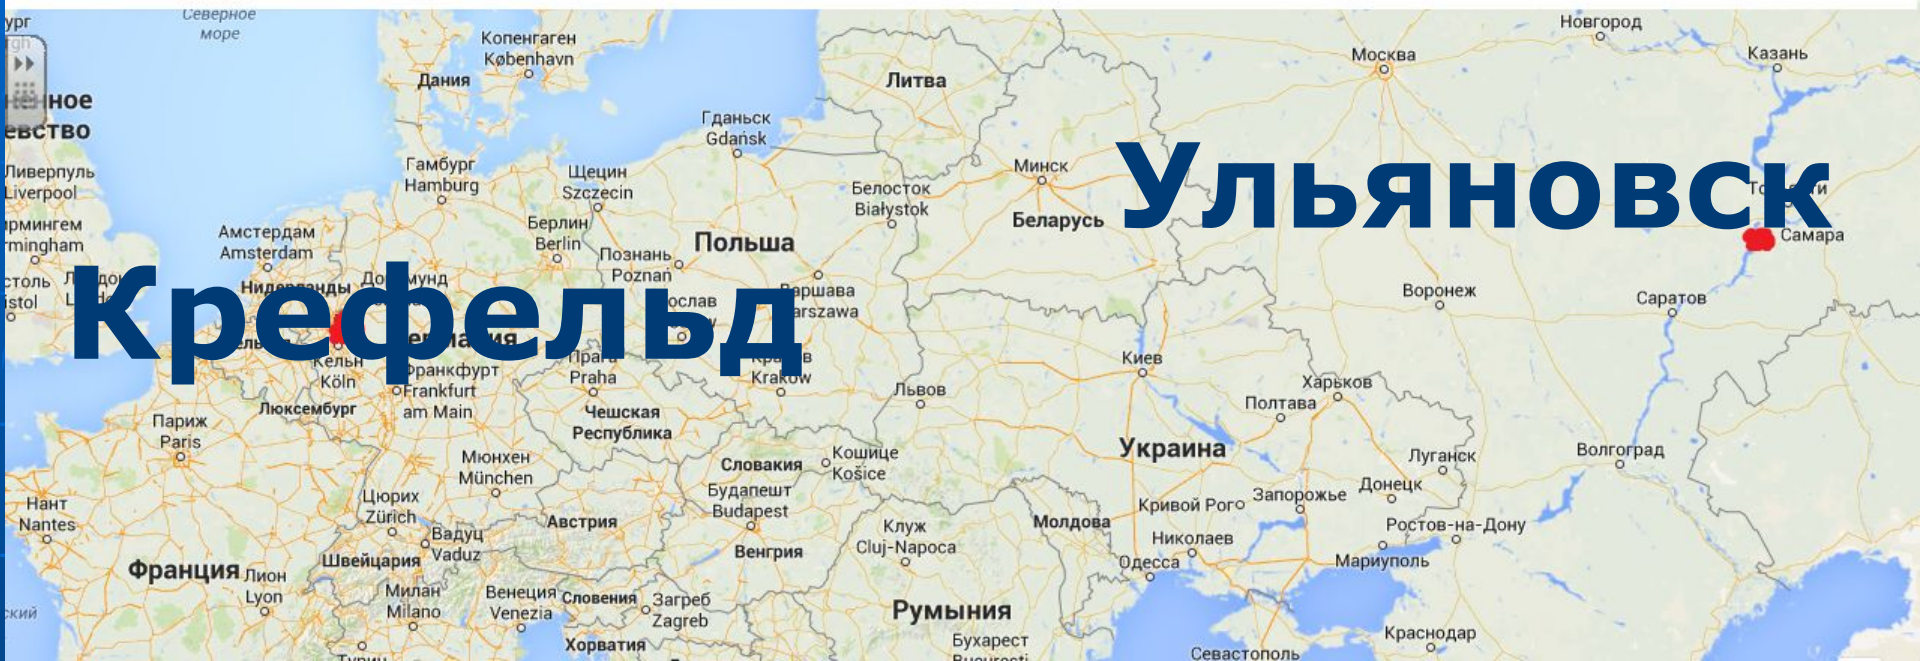 Северное
море
Копенгаген
København
Дания
Литва
Москва
Новгород
Казань
Гданьск
Gdańsk
Ливерпуль
Liverpool
Гамбург
Hamburg
Щецин
Szczecin
Белосток
Białystok
Минск
Беларусь
Ульяновск
Самара
Амстердам
Amsterdam
Берлин
Berlin
Познань
Poznań
Польша
Крефельд
Воронеж
Саратов
Кельн
Köln
Франкфурт
Frankfurt
am Main
Прага
Praha
Kraków
Львов
Киев
Харьков
Полтава
Люксембург
Париж
Paris
Чешская
Республика
Украина
Луганск
Волгоград
Мюнхен
München
Словакия
Кошице
Košice
Нант
Nantes
Цюрих
Zürich
Будапешт
Budapest
Кривой Рог
Запорожье
Донецк
Австрия
Вадуц
Vaduz
Венгрия
Клуж
Cluj-Napoca
Молдова
Николаев
Ростов-на-Дону
Мариуполь
Одесса
Франция
Лион
Lyon
Швейцария
Милан
Milano
Венеция
Venezia
Словения
Загреб
Zagreb
Хорватия
Румыния
Бухарест
Севастополь
Краснодар